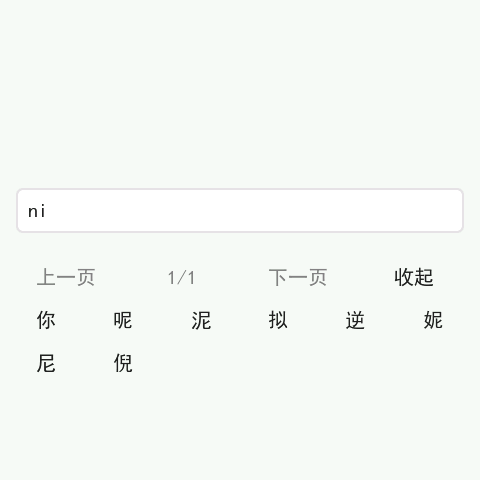 ni
上一页 1/1 下一页 收起
你 呢 泥 拟 逆 妮
尼 倪